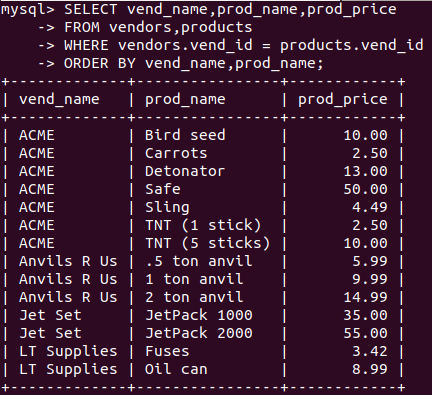 mysql> SELECT vend_name,prod_name,prod_price
    -> FROM vendors,products
    -> WHERE vendors.vend_id = products.vend_id
    -> ORDER BY vend_name,prod_name;
+-------------+----------------+------------+
| vend_name   | prod_name      | prod_price |
+-------------+----------------+------------+
| ACME        | Bird seed      |      10.00 |
| ACME        | Carrots        |       2.50 |
| ACME        | Detonator      |      13.00 |
| ACME        | Safe           |      50.00 |
| ACME        | Sling          |       4.49 |
| ACME        | TNT (1 stick)  |       2.50 |
| ACME        | TNT (5 sticks) |      10.00 |
| Anvils R Us | .5 ton anvil   |       5.99 |
| Anvils R Us | 1 ton anvil    |       9.99 |
| Anvils R Us | 2 ton anvil    |      14.99 |
| Jet Set     | JetPack 1000   |      35.00 |
| Jet Set     | JetPack 2000   |      55.00 |
| LT Supplies | Fuses          |       3.42 |
| LT Supplies | Oil can        |       8.99 |
+-------------+----------------+------------+